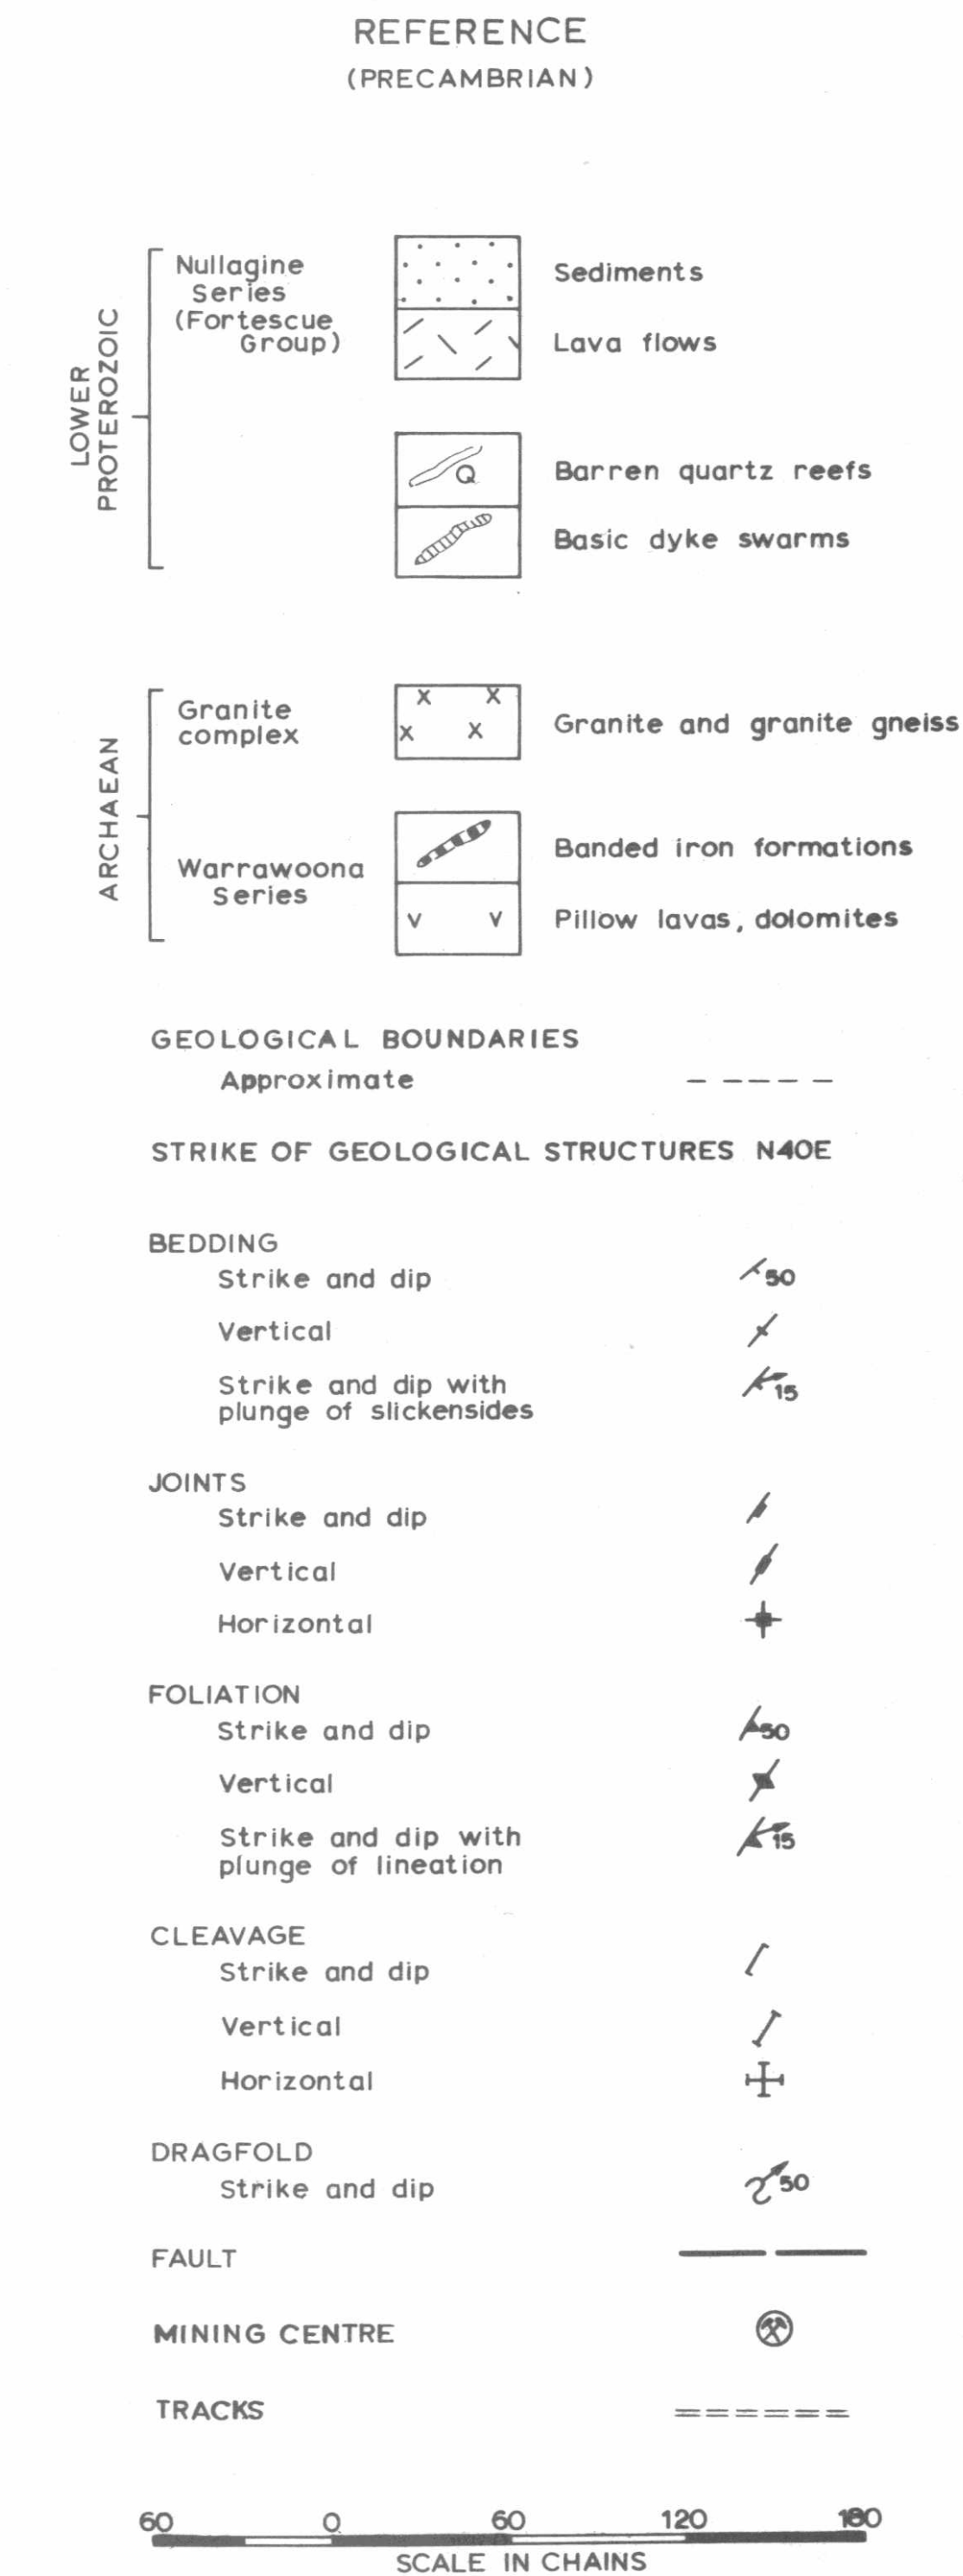 REFERENCE
(PRECAMBRIAN)
LOWER
PROTEROZOIC
Nullagine
Series
(Fortescue
Group)
Sediments
Lava flows
Q
Barren quartz reefs
Basic dyke swarms
ARCHAEAN
Granite
complex
X X
X X
Granite and granite gneiss
Warrawoona
Series
Banded iron formations
V V
Pillow lavas, dolomites
GEOLOGICAL BOUNDARIES
Approximate
STRIKE OF GEOLOGICAL STRUCTURES N40E
BEDDING
Strike and dip 50
Vertical
Strike and dip with
plunge of slickensides
15
JOINTS
Strike and dip
Vertical
Horizontal
FOLIATION
Strike and dip 50
Vertical
Strike and dip with
plunge of lineation
15
CLEAVAGE
Strike and dip
Vertical
Horizontal
DRAGFOLD
Strike and dip 50
FAULT
MINING CENTRE
TRACKS
60 0 60 120 180
SCALE IN CHAINS